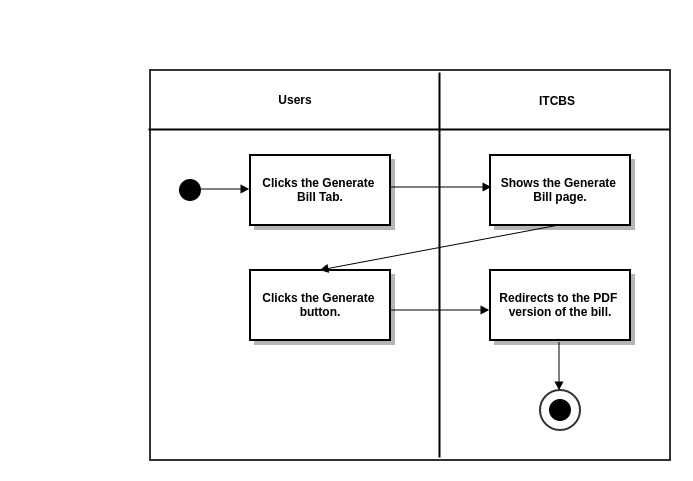 Users
ITCBS
Clicks the Generate
Bill Tab.
Shows the Generate
Bill page.
Clicks the Generate
button.
Redirects to the PDF
version of the bill.